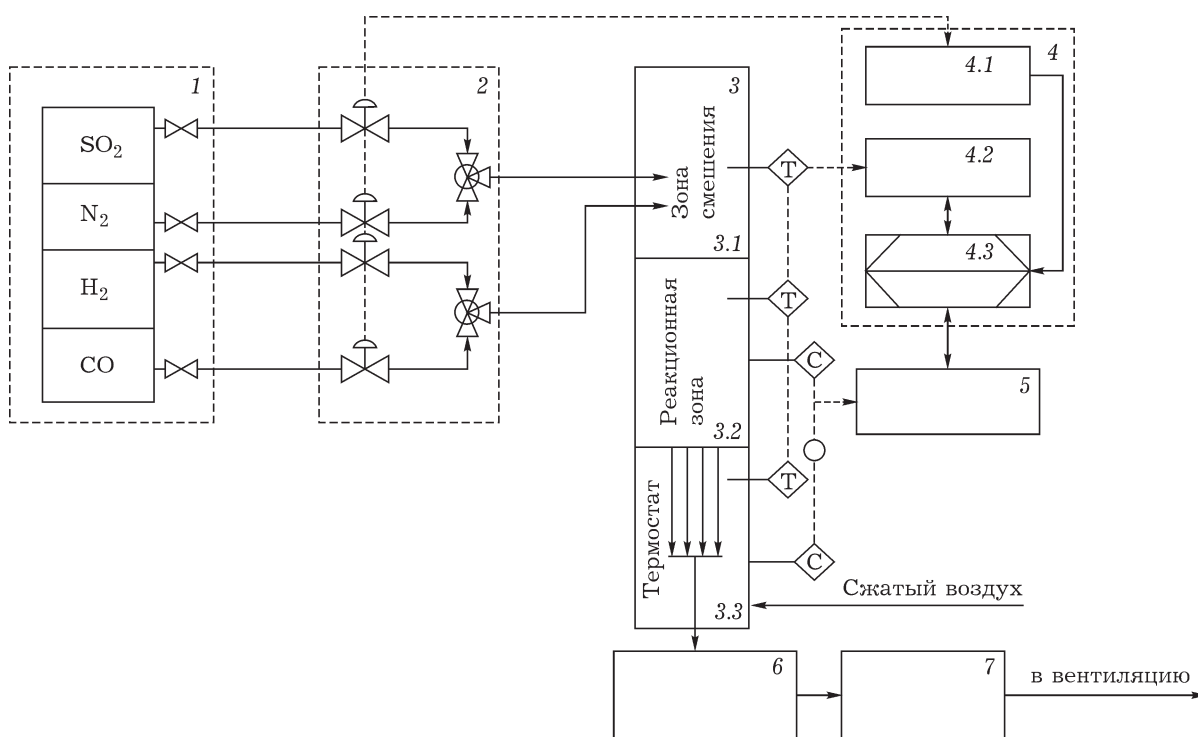 1
SO2
N2
H2
CO
2
3
Зона
смешения
3.1
Реакционная
зона
3.2
Термостат
3.3
T
T
T
C
C
4
4.1
4.2
4.3
5
Сжатый воздух
6
7
в вентиляцию